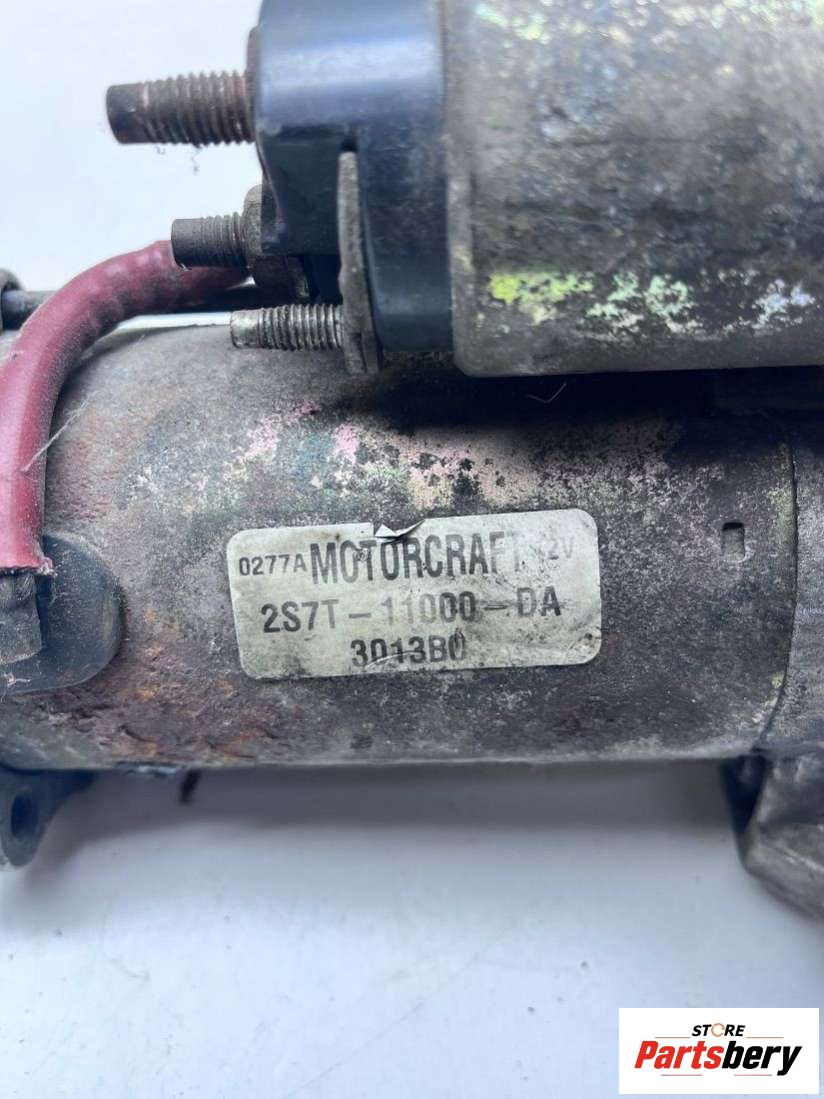 0277A MOTORCRAFT 12V
2S7T-11000-DA
3013B0
STORE
Partsbery